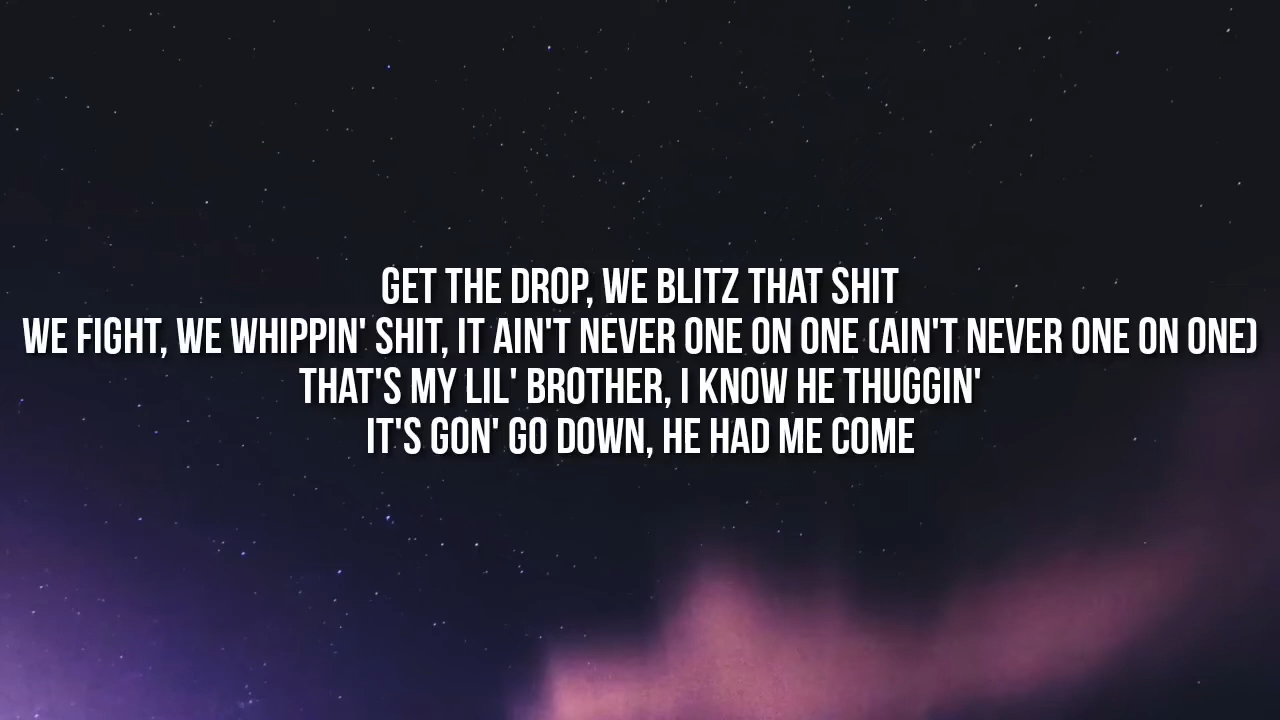 GET THE DROP, WE BLITZ THAT SHIT
WE FIGHT, WE WHIPPIN' SHIT, IT AIN'T NEVER ONE ON ONE (AIN'T NEVER ONE ON ONE)
THAT'S MY LIL' BROTHER, I KNOW HE THUGGIN'
IT'S GON' GO DOWN, HE HAD ME COME